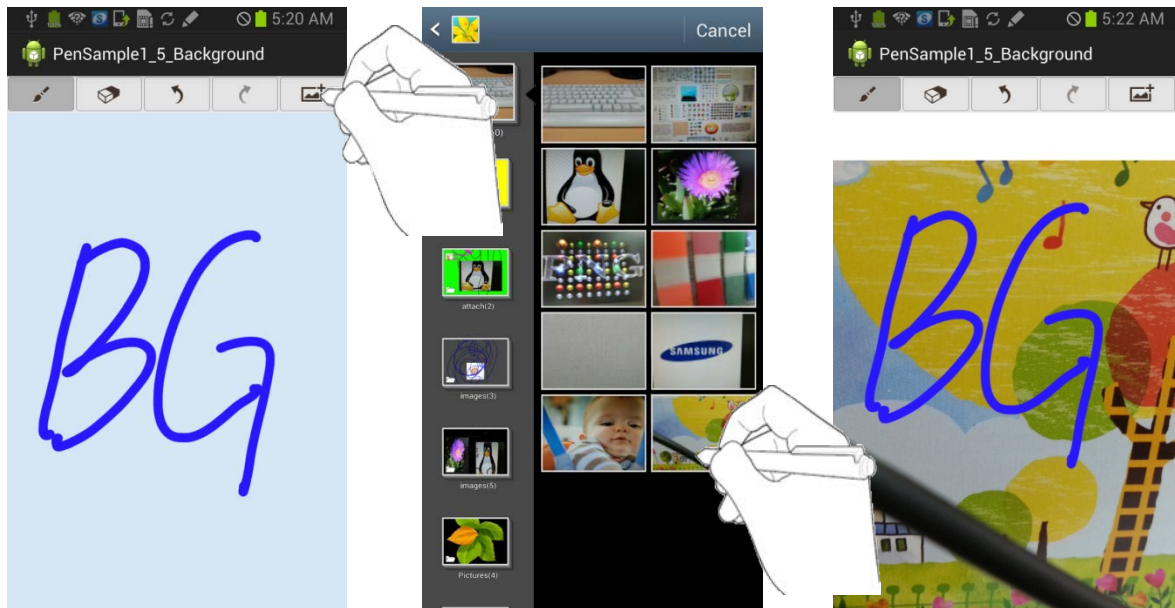 5:20 AM
PenSample1_5_Background
BG
Cancel
attach(2)
images(3)
images(5)
Pictures(4)
SAMSUNG
5:22 AM
PenSample1_5_Background
BG